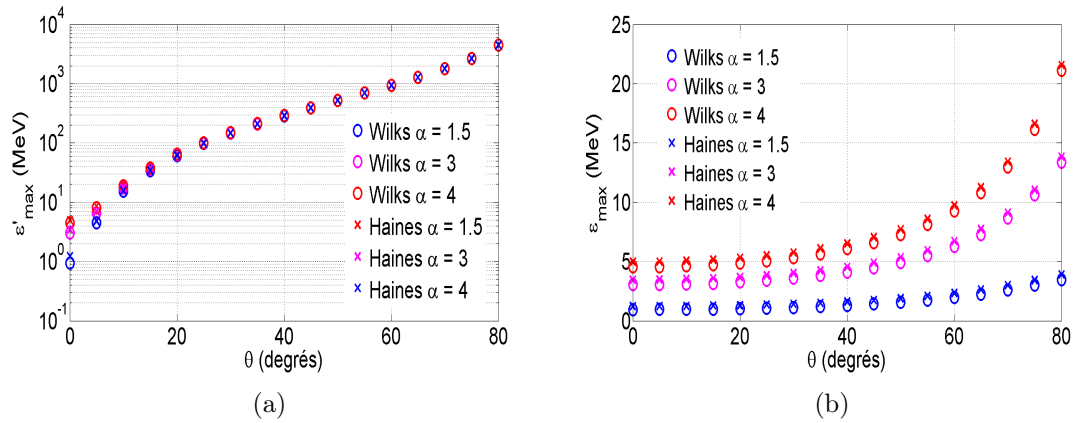 10^4
10^3
10^2
10^1
10^0
10^-1
ε'max (MeV)
Wilks α = 1.5
Wilks α = 3
Wilks α = 4
Haines α = 1.5
Haines α = 3
Haines α = 4
0 20 40 60 80
θ (degrés)
(a)
25
20
15
10
5
0
εmax (MeV)
Wilks α = 1.5
Wilks α = 3
Wilks α = 4
Haines α = 1.5
Haines α = 3
Haines α = 4
0 20 40 60 80
θ (degrés)
(b)